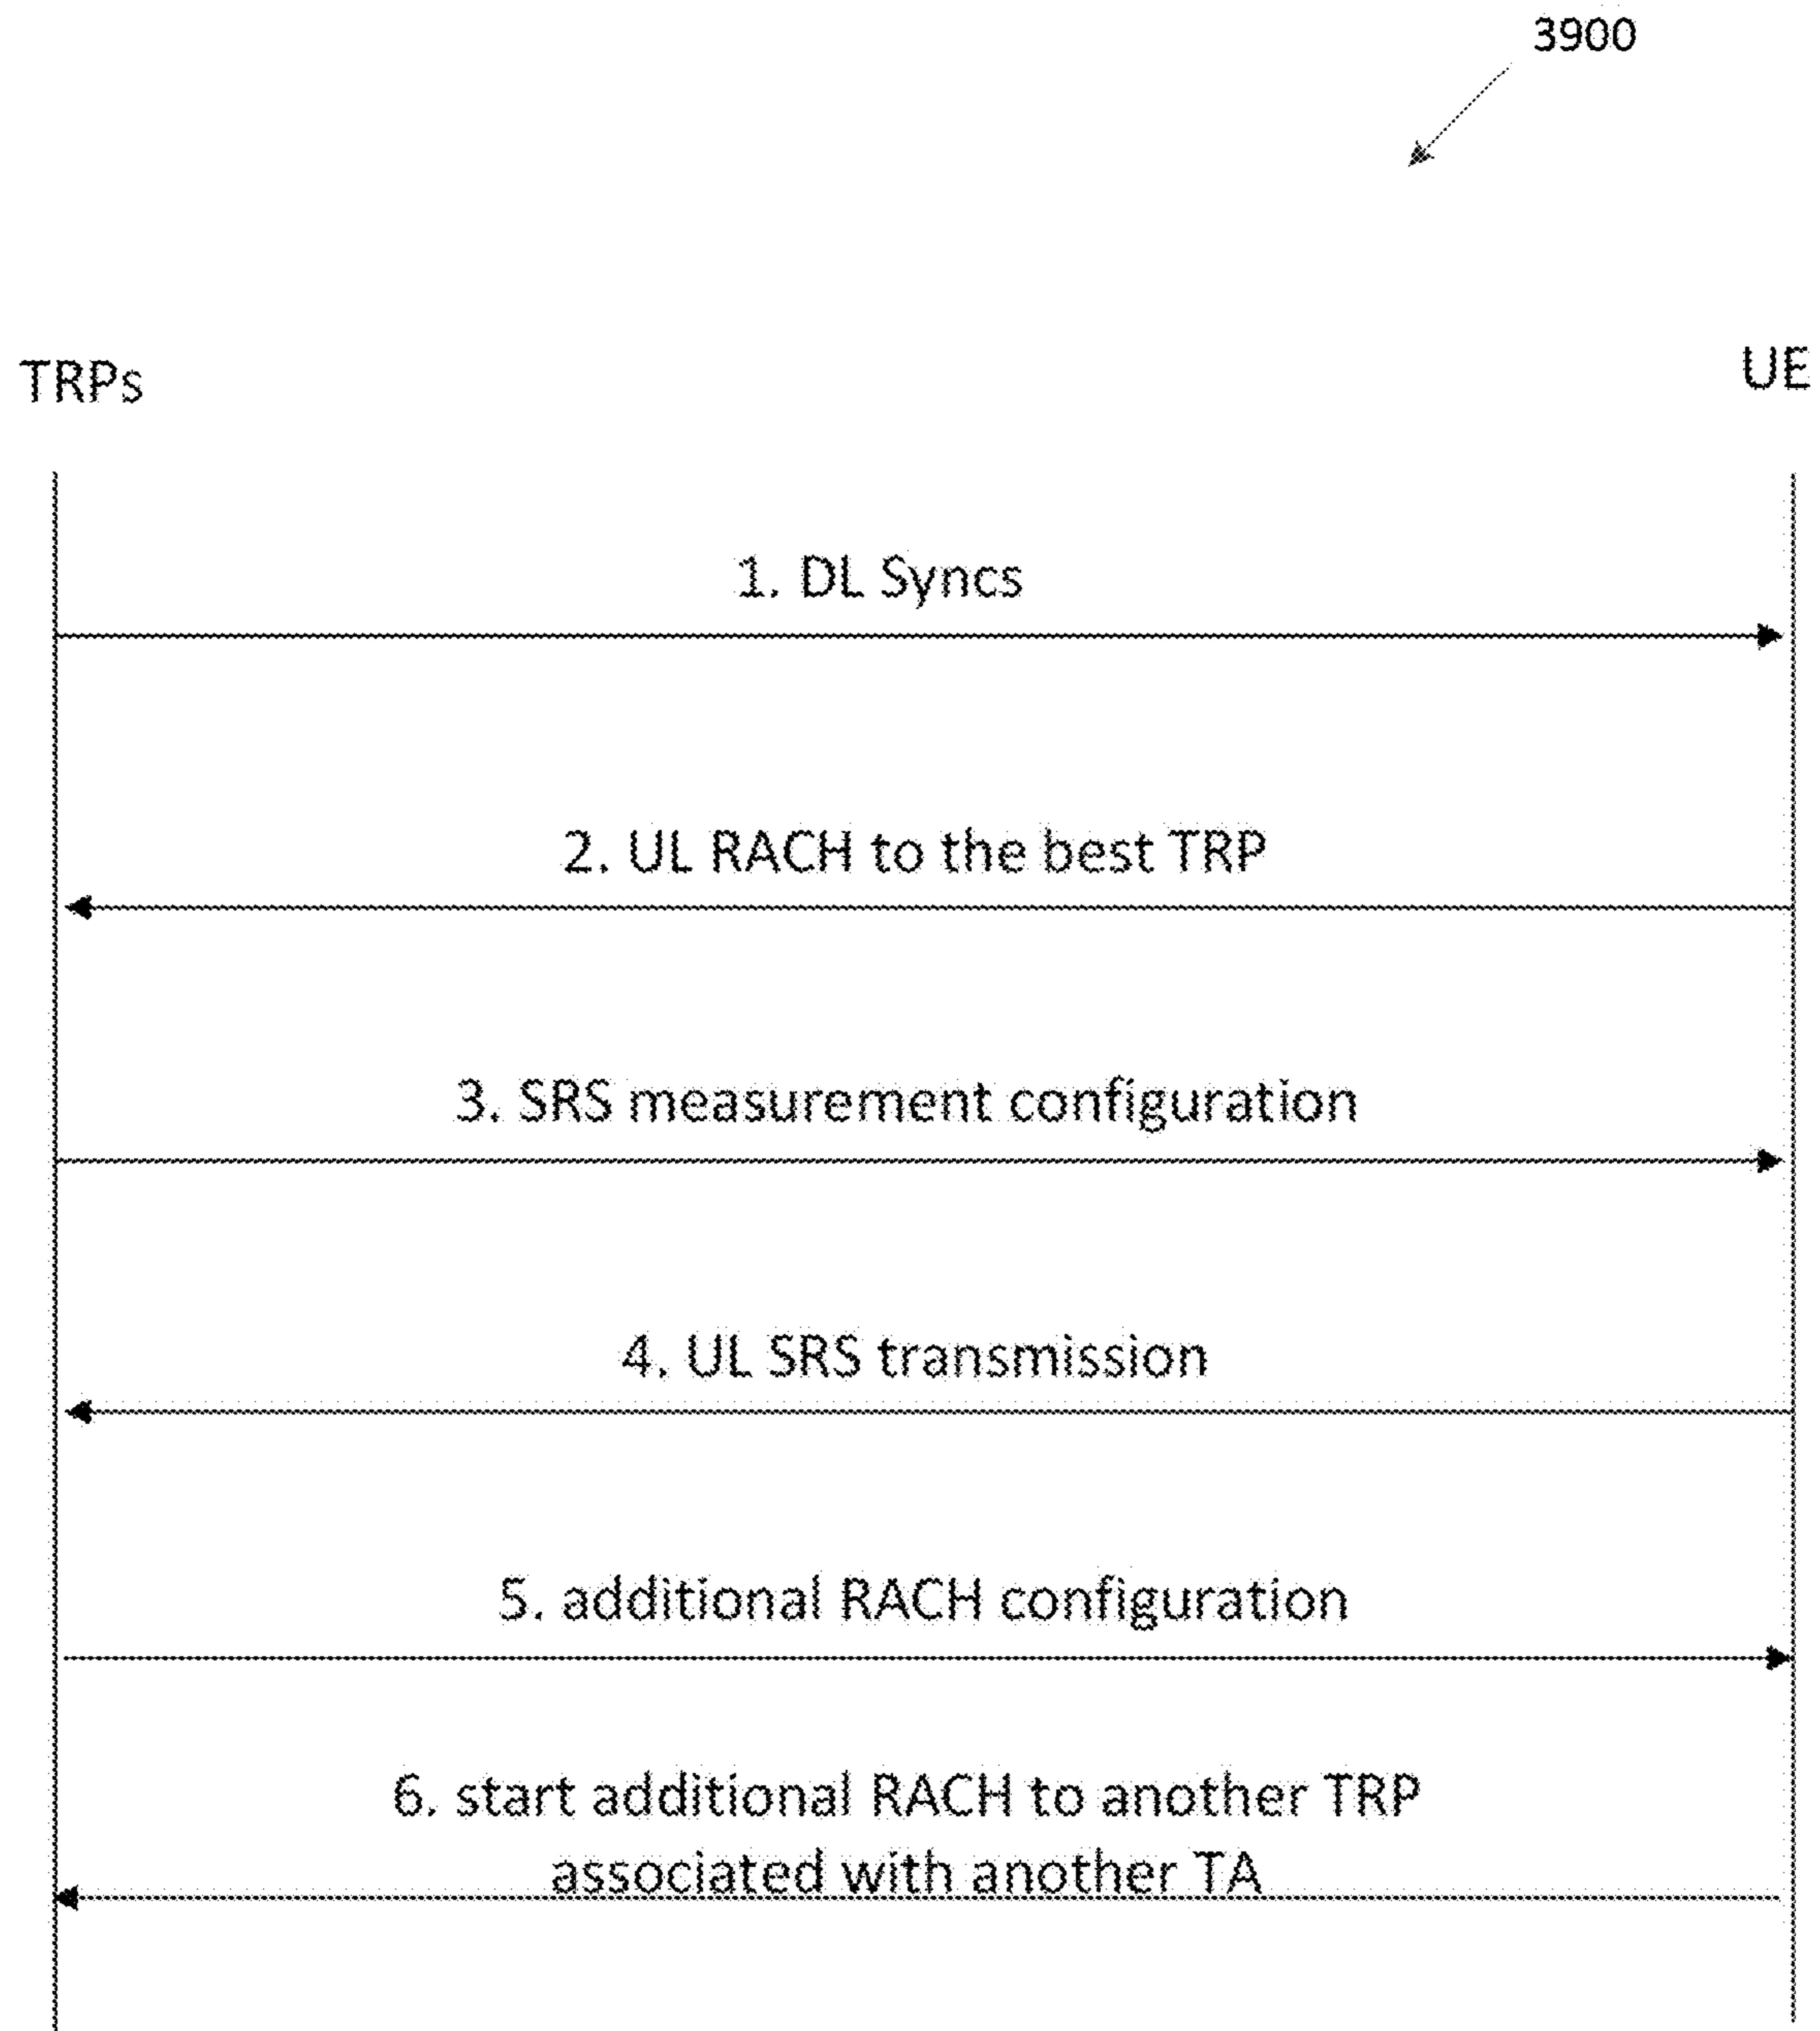 3900
TRPs
UE
1. DL Syncs
2. UL RACH to the best TRP
3. SRS measurement configuration
4. UL SRS transmission
5. additional RACH configuration
6. start additional RACH to another TRP
associated with another TA